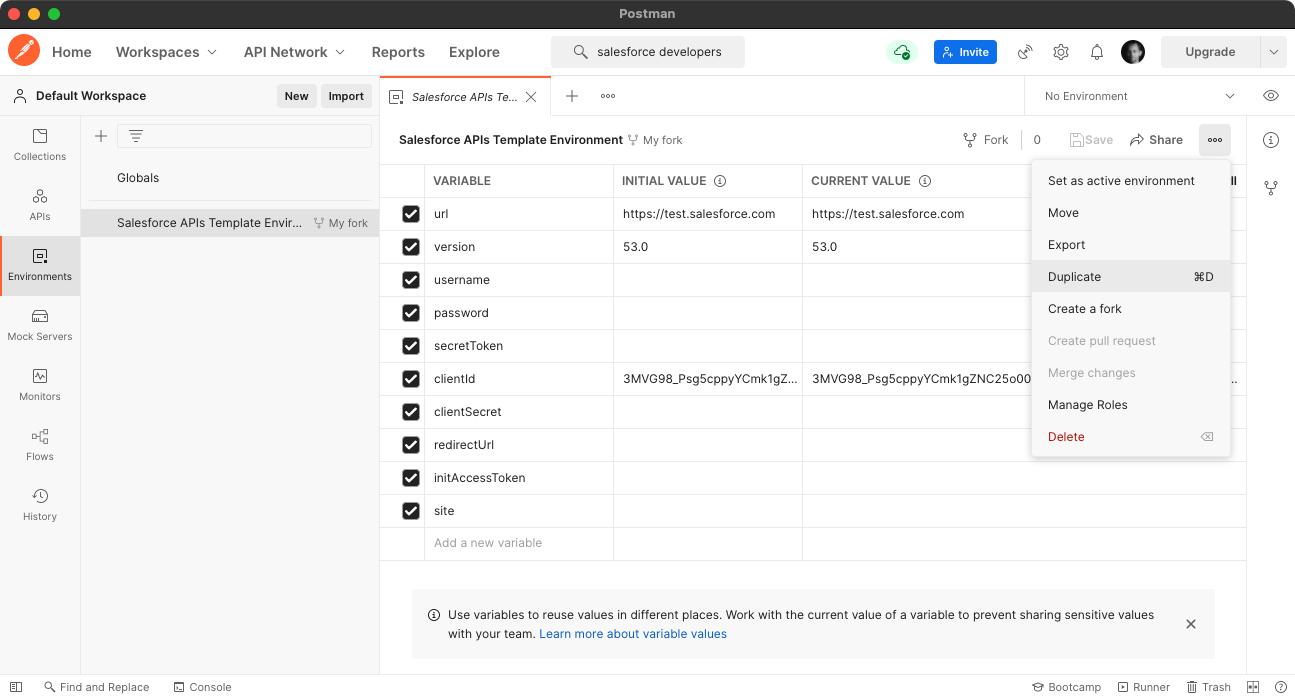 Postman
Home Workspaces API Network Reports Explore salesforce developers Invite Upgrade
Default Workspace New Import Salesforce APIs Te... No Environment
Collections
APIs
Environments
Mock Servers
Monitors
Flows
History
Globals
Salesforce APIs Template Envir... My fork
Salesforce APIs Template Environment My fork Fork 0 Save Share
VARIABLE INITIAL VALUE CURRENT VALUE
url https://test.salesforce.com https://test.salesforce.com
version 53.0 53.0
username
password
secretToken
clientId 3MVG98_Psg5cppyYCmk1gZ... 3MVG98_Psg5cppyYCmk1gZNC25o00
clientSecret
redirectUrl
initAccessToken
site
Add a new variable
Set as active environment
Move
Export
Duplicate ⌘D
Create a fork
Create pull request
Merge changes
Manage Roles
Delete
Use variables to reuse values in different places. Work with the current value of a variable to prevent sharing sensitive values
with your team. Learn more about variable values
Find and Replace Console Bootcamp Runner Trash